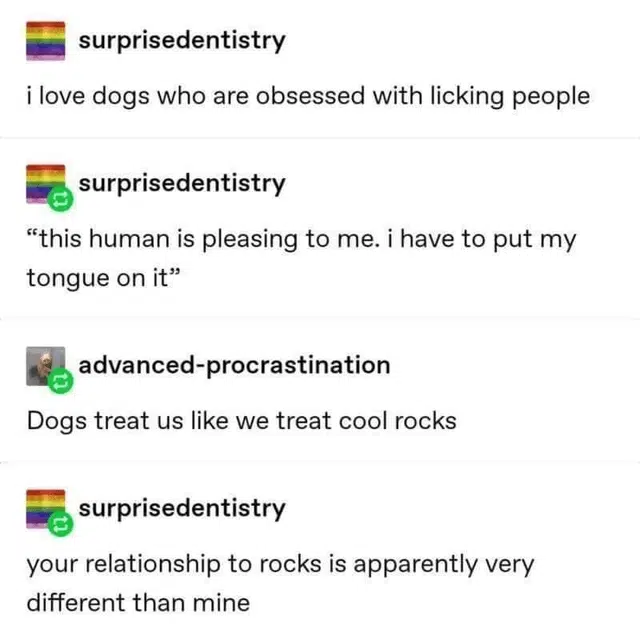 surprisedentistry
i love dogs who are obsessed with licking people
surprisedentistry
“this human is pleasing to me. i have to put my
tongue on it”
advanced-procrastination
Dogs treat us like we treat cool rocks
surprisedentistry
your relationship to rocks is apparently very
different than mine